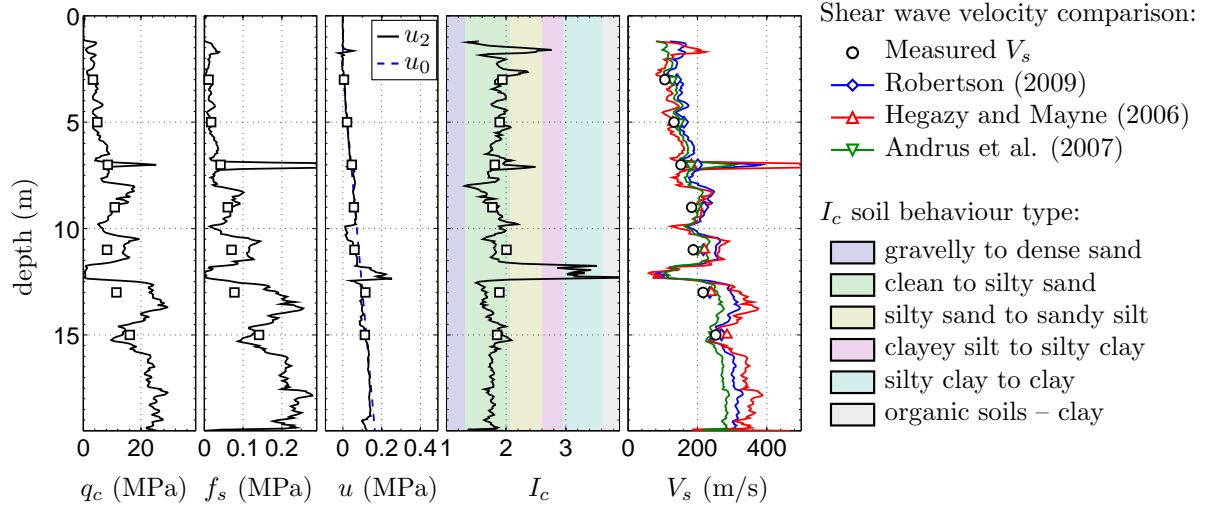 0
5
10
15
depth (m)
0 20 40
q_c (MPa)
0 0.1 0.2
f_s (MPa)
u_2
u_0
0 0.2 0.4
u (MPa)
1 2 3 4
I_c
0 200 400
V_s (m/s)
Shear wave velocity comparison:
Measured V_s
Robertson (2009)
Hegazy and Mayne (2006)
Andrus et al. (2007)
I_c soil behaviour type:
gravelly to dense sand
clean to silty sand
silty sand to sandy silt
clayey silt to silty clay
silty clay to clay
organic soils – clay